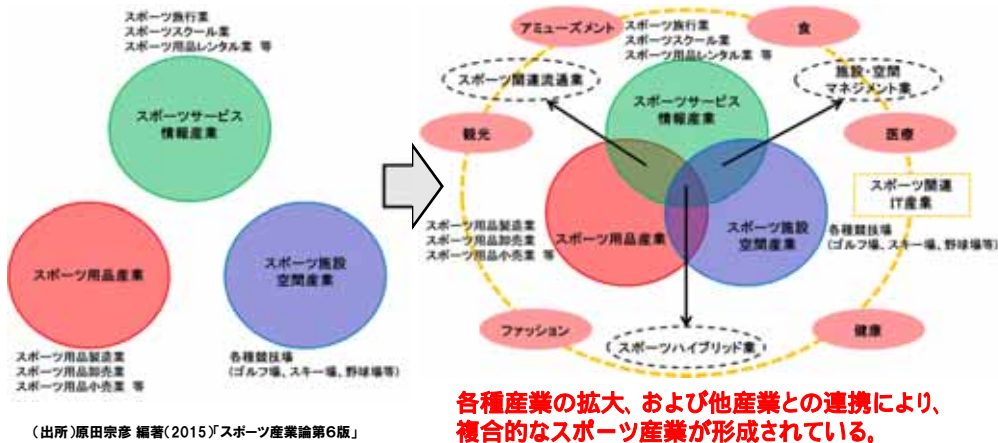 スポーツ旅行業
スポーツスクール業
スポーツ用品レンタル業 等
スポーツサービス
情報産業
スポーツ用品産業
スポーツ施設
空間産業
スポーツ用品製造業
スポーツ用品卸売業
スポーツ用品小売業 等
各種競技場
(ゴルフ場、スキー場、野球場等)
(出所)原田宗彦 編著(2015)「スポーツ産業論第6版」
アミューズメント
スポーツ旅行業
スポーツスクール業
スポーツ用品レンタル業 等
食
スポーツ関連流通業
施設・空間
マネジメント業
スポーツサービス
情報産業
観光
医療
スポーツ関連
IT産業
スポーツ用品製造業
スポーツ用品卸売業
スポーツ用品小売業 等
スポーツ用品産業
スポーツ施設
空間産業
各種競技場
(ゴルフ場、スキー場、野球場等)
ファッション
健康
スポーツハイブリッド業
各種産業の拡大、および他産業との連携により、
複合的なスポーツ産業が形成されている。